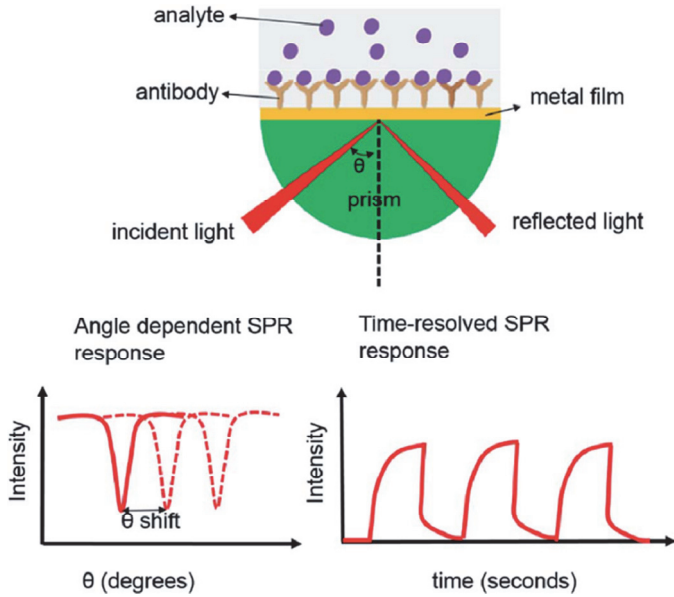 analyte
antibody
metal film
θ
prism
incident light
reflected light
Angle dependent SPR
response
Time-resolved SPR
response
Intensity
θ shift
θ (degrees)
Intensity
time (seconds)